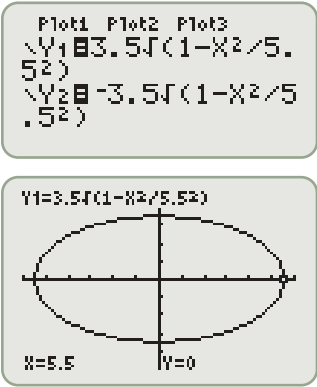 Plot1 Plot2 Plot3
\Y₁=3.5√(1-X²/5.
5²)
\Y₂=-3.5√(1-X²/5
.5²)
Y1=3.5√(1-X²/5.5²)
X=5.5 Y=0